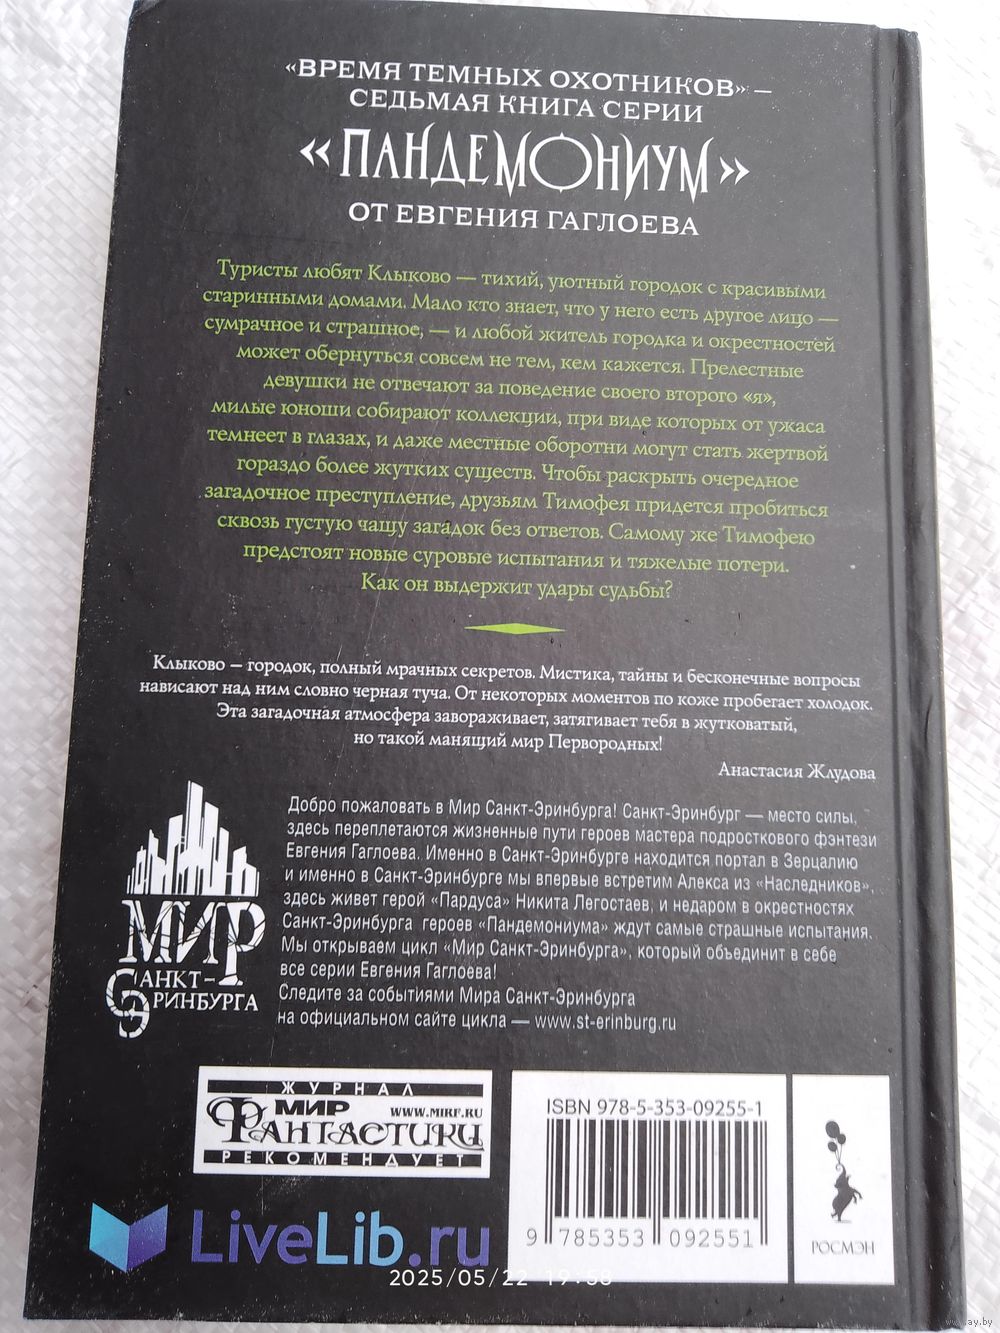 «ВРЕМЯ ТЕМНЫХ ОХОТНИКОВ» –
СЕДЬМАЯ КНИГА СЕРИИ
«ПАНДЕМОНИУМ»
ОТ ЕВГЕНИЯ ГАГЛОЕВА
Туристы любят Клыково — тихий, уютный городок с красивыми
старинными домами. Мало кто знает, что у него есть другое лицо —
сумрачное и страшное, — и любой житель городка и окрестностей
может обернуться совсем не тем, кем кажется. Прелестные
девушки не отвечают за поведение своего второго «я»,
милые юноши собирают коллекции, при виде которых от ужаса
темнеет в глазах, и даже местные оборотни могут стать жертвой
гораздо более жутких существ. Чтобы раскрыть очередное
загадочное преступление, друзьям Тимофея придется пробиться
сквозь густую чащу загадок без ответов. Самому же Тимофею
предстоят новые суровые испытания и тяжелые потери.
Как он выдержит удары судьбы?
Клыково – городок, полный мрачных секретов. Мистика, тайны и бесконечные вопросы
нависают над ним словно черная туча. От некоторых моментов по коже пробегает холодок.
Эта загадочная атмосфера завораживает, затягивает тебя в жутковатый,
но такой манящий мир Первородных!
Анастасия Жлудова
МИР
САНКТ-
ЭРИНБУРГА
Добро пожаловать в Мир Санкт-Эринбурга! Санкт-Эринбург — место силы,
здесь переплетаются жизненные пути героев мастера подросткового фэнтези
Евгения Гаглоева. Именно в Санкт-Эринбурге находится портал в Зерцалию
и именно в Санкт-Эринбурге мы впервые встретим Алекса из «Наследников»,
здесь живет герой «Пардуса» Никита Легостаев, и недаром в окрестностях
Санкт-Эринбурга героев «Пандемониума» ждут самые страшные испытания.
Мы открываем цикл «Мир Санкт-Эринбурга», который объединит в себе
все серии Евгения Гаглоева!
Следите за событиями Мира Санкт-Эринбурга
на официальном сайте цикла — www.st-erinburg.ru
ЖУРНАЛ
МИР WWW.MIRF.RU
ФАНТАСТИКИ
РЕКОМЕНДУЕТ
LiveLib.ru
ISBN 978-5-353-09255-1
9 785353 092551
РОСМЭН
2025/05/22 19:58
www.ay.by